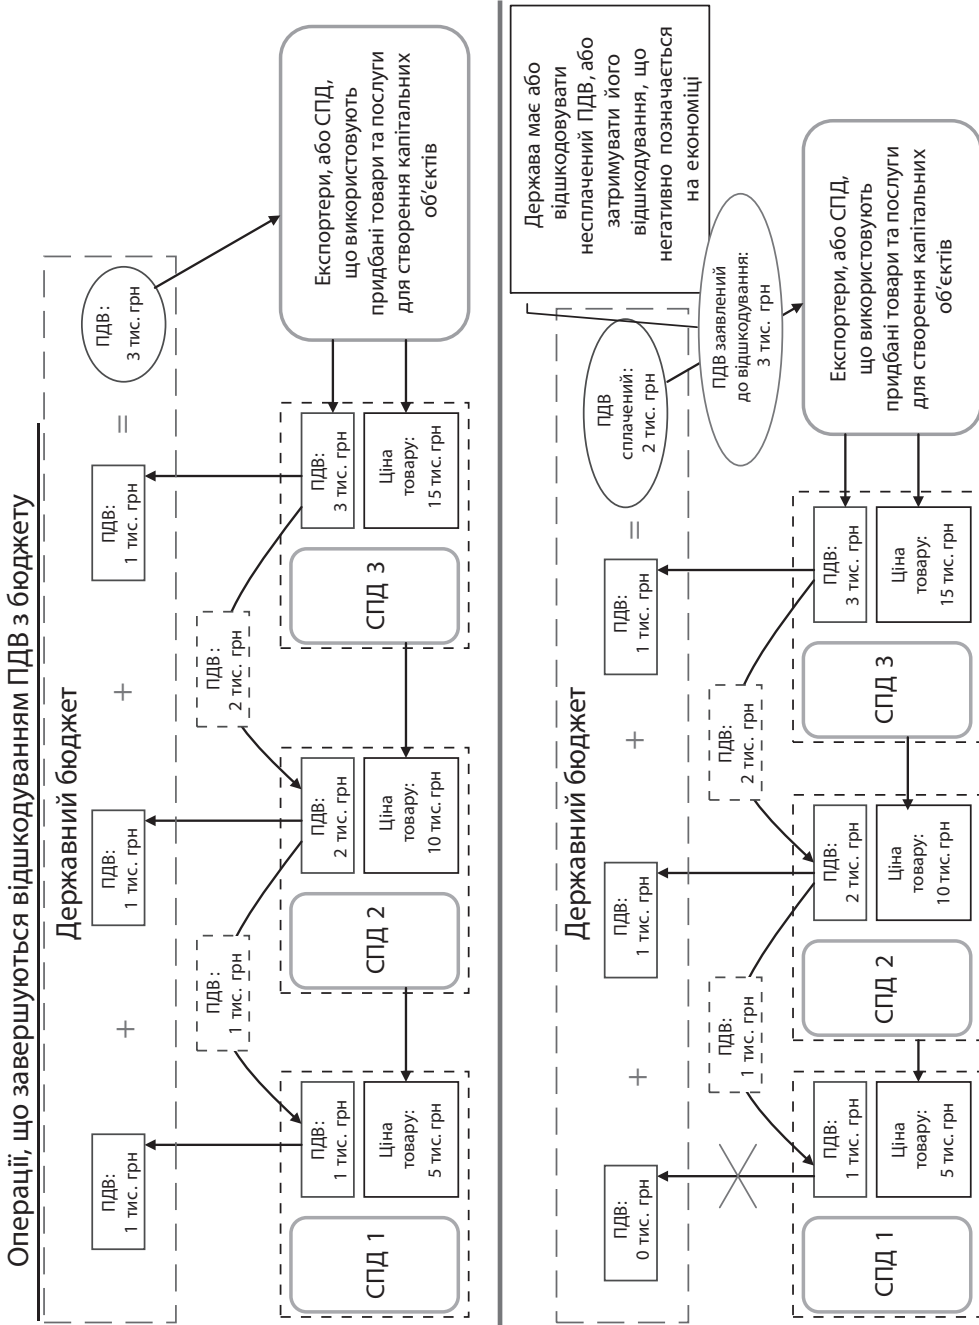 Операції, що завершуються відшкодуванням ПДВ з бюджету
Державний бюджет
ПДВ:
1 тис. грн
+
ПДВ:
1 тис. грн
+
ПДВ:
1 тис. грн
=
ПДВ:
3 тис. грн
ПДВ:
1 тис. грн
ПДВ:
2 тис. грн
СПД 1
ПДВ:
1 тис. грн
Ціна
товару:
5 тис. грн
СПД 2
ПДВ:
2 тис. грн
Ціна
товару:
10 тис. грн
СПД 3
ПДВ:
3 тис. грн
Ціна
товару:
15 тис. грн
Експортери, або СПД,
що використовують
придбані товари та послуги
для створення капітальних
об’єктів
Держава має або
відшкодовувати
несплачений ПДВ, або
затримувати його
відшкодування, що
негативно позначається
на економіці
Державний бюджет
ПДВ:
0 тис. грн
+
ПДВ:
1 тис. грн
+
ПДВ:
1 тис. грн
=
ПДВ
сплачений:
2 тис. грн
ПДВ заявлений
до відшкодування:
3 тис. грн
ПДВ:
1 тис. грн
ПДВ:
2 тис. грн
СПД 1
ПДВ:
1 тис. грн
Ціна
товару:
5 тис. грн
СПД 2
ПДВ:
2 тис. грн
Ціна
товару:
10 тис. грн
СПД 3
ПДВ:
3 тис. грн
Ціна
товару:
15 тис. грн
Експортери, або СПД,
що використовують
придбані товари та послуги
для створення капітальних
об’єктів